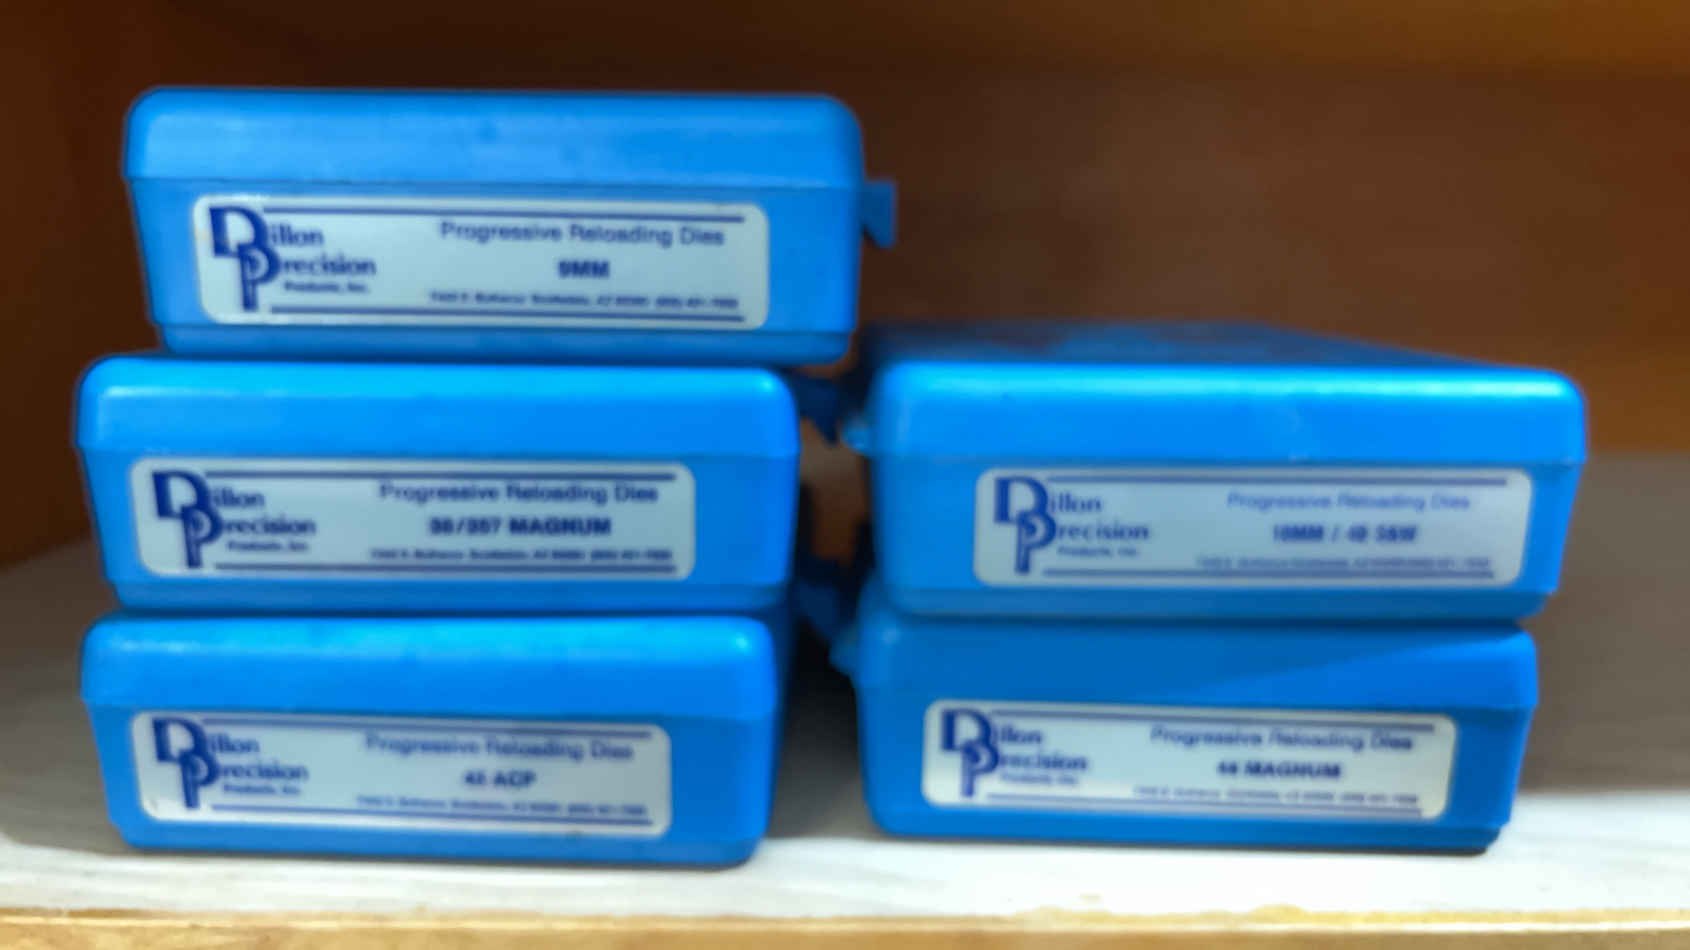 Dillon
Precision
Products, Inc.
Progressive Reloading Dies
9MM
Dillon
Precision
Products, Inc.
Progressive Reloading Dies
38/357 MAGNUM
Dillon
Precision
Products, Inc.
Progressive Reloading Dies
45 ACP
Dillon
Precision
Products, Inc.
Progressive Reloading Dies
10MM / 40 S&W
Dillon
Precision
Products, Inc.
Progressive Reloading Dies
44 MAGNUM